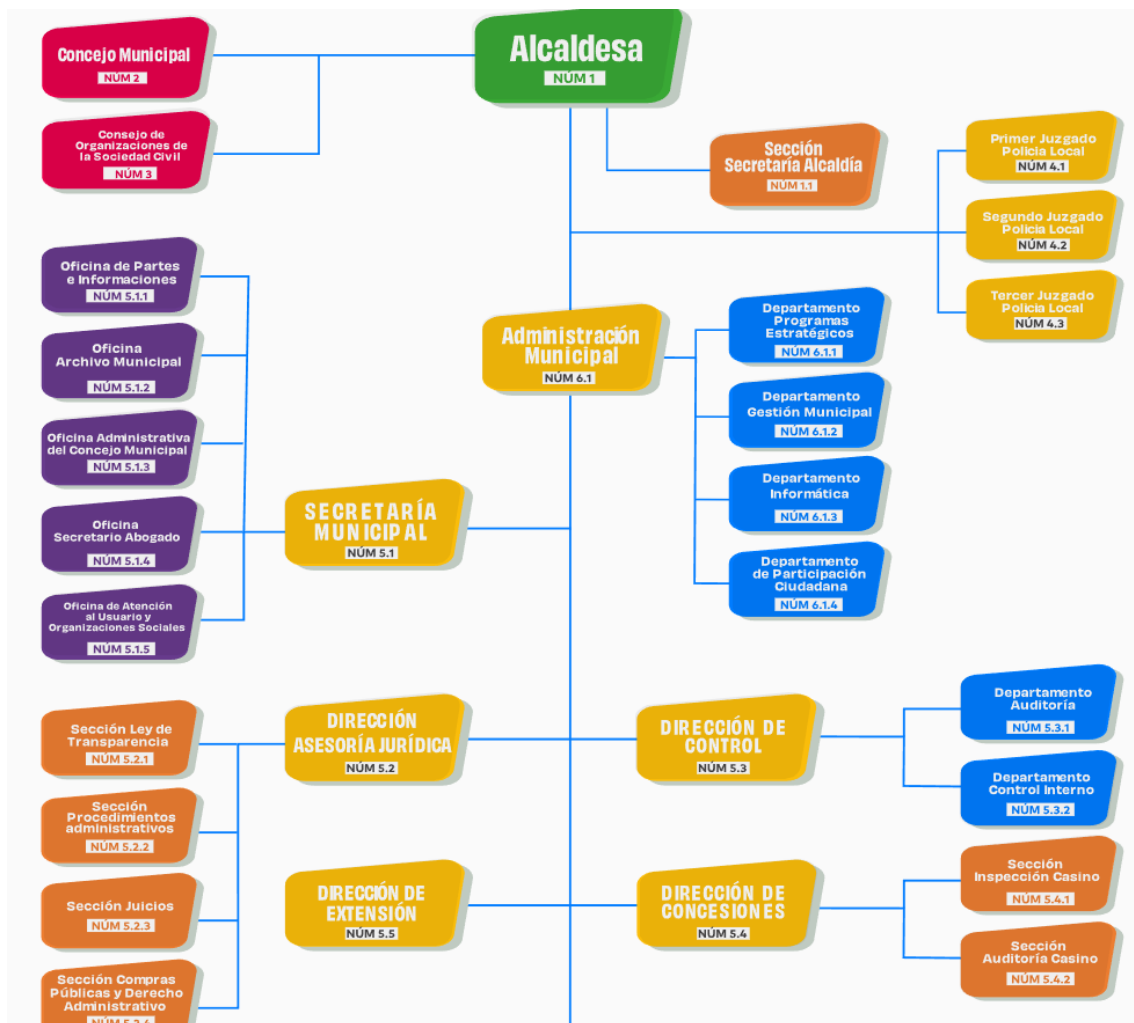 Concejo Municipal
NÚM 2
Alcaldesa
NÚM 1
Consejo de
Organizaciones de
la Sociedad Civil
NÚM 3
Sección
Secretaría Alcaldía
NÚM 1.1
Primer Juzgado
Policia Local
NÚM 4.1
Segundo Juzgado
Policia Local
NÚM 4.2
Tercer Juzgado
Policia Local
NÚM 4.3
Oficina de Partes
e Informaciones
NÚM 5.1.1
Oficina
Archivo Municipal
NÚM 5.1.2
Oficina Administrativa
del Concejo Municipal
NÚM 5.1.3
Oficina
Secretario Abogado
NÚM 5.1.4
Oficina de Atención
al Usuario y
Organizaciones Sociales
NÚM 5.1.5
SECRETARÍA
MUNICIPAL
NÚM 5.1
Administración
Municipal
NÚM 6.1
Departamento
Programas
Estratégicos
NÚM 6.1.1
Departamento
Gestión Municipal
NÚM 6.1.2
Departamento
Informática
NÚM 6.1.3
Departamento
de Participación
Ciudadana
NÚM 6.1.4
Sección Ley de
Transparencia
NÚM 5.2.1
Sección
Procedimientos
administrativos
NÚM 5.2.2
Sección Juicios
NÚM 5.2.3
Sección Compras
Públicas y Derecho
Administrativo
NÚM 5.2.4
DIRECCIÓN
ASESORÍA JURÍDICA
NÚM 5.2
DIRECCIÓN DE
CONTROL
NÚM 5.3
Departamento
Auditoría
NÚM 5.3.1
Departamento
Control Interno
NÚM 5.3.2
DIRECCIÓN DE
EXTENSIÓN
NÚM 5.5
DIRECCIÓN DE
CONCESIONES
NÚM 5.4
Sección
Inspección Casino
NÚM 5.4.1
Sección
Auditoría Casino
NÚM 5.4.2